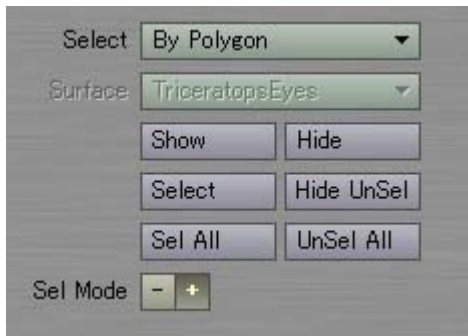 Select By Polygon
Surface TriceratopsEyes
Show Hide
Select Hide UnSel
Sel All UnSel All
Sel Mode - +